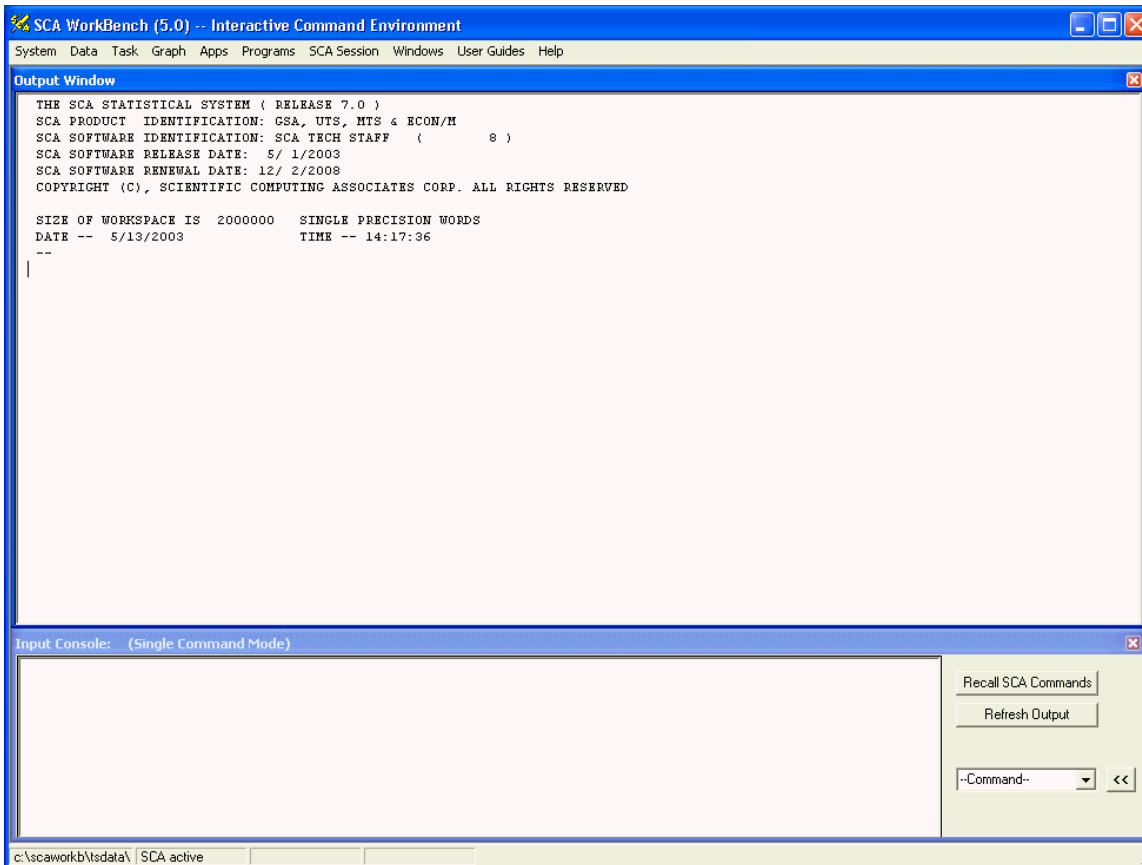 SCA WorkBench (5.0) -- Interactive Command Environment
System Data Task Graph Apps Programs SCA Session Windows User Guides Help
Output Window
THE SCA STATISTICAL SYSTEM ( RELEASE 7.0 )
SCA PRODUCT IDENTIFICATION: GSA, UTS, MTS & ECON/M
SCA SOFTWARE IDENTIFICATION: SCA TECH STAFF ( 8 )
SCA SOFTWARE RELEASE DATE: 5/ 1/2003
SCA SOFTWARE RENEWAL DATE: 12/ 2/2008
COPYRIGHT (C), SCIENTIFIC COMPUTING ASSOCIATES CORP. ALL RIGHTS RESERVED
SIZE OF WORKSPACE IS 2000000 SINGLE PRECISION WORDS
DATE -- 5/13/2003 TIME -- 14:17:36
--
Input Console: (Single Command Mode)
Recall SCA Commands
Refresh Output
--Command-- <<
c:\scaworkb\tsdata\ SCA active